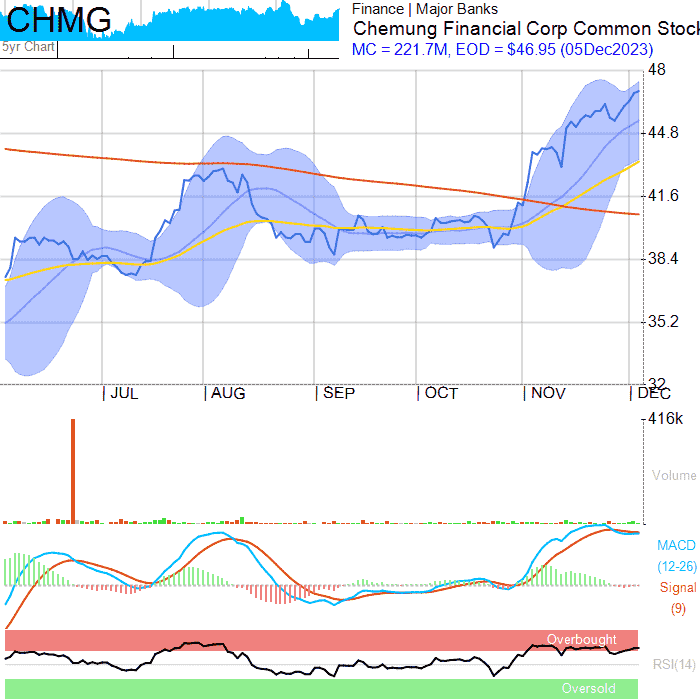 CHMG
5yr Chart
Finance | Major Banks
Chemung Financial Corp Common Stock
MC = 221.7M, EOD = $46.95 (05Dec2023)
48
44.8
41.6
38.4
35.2
32
| JUL
| AUG
| SEP
| OCT
| NOV
| DEC
416k
Volume
MACD
(12-26)
Signal
(9)
Overbought
RSI(14)
Oversold